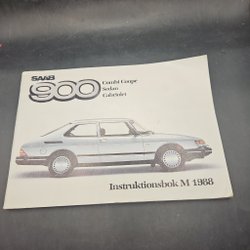 SAAB
900
Combi Coupé
Sedan
Cabriolet
Instruktionsbok M 1988